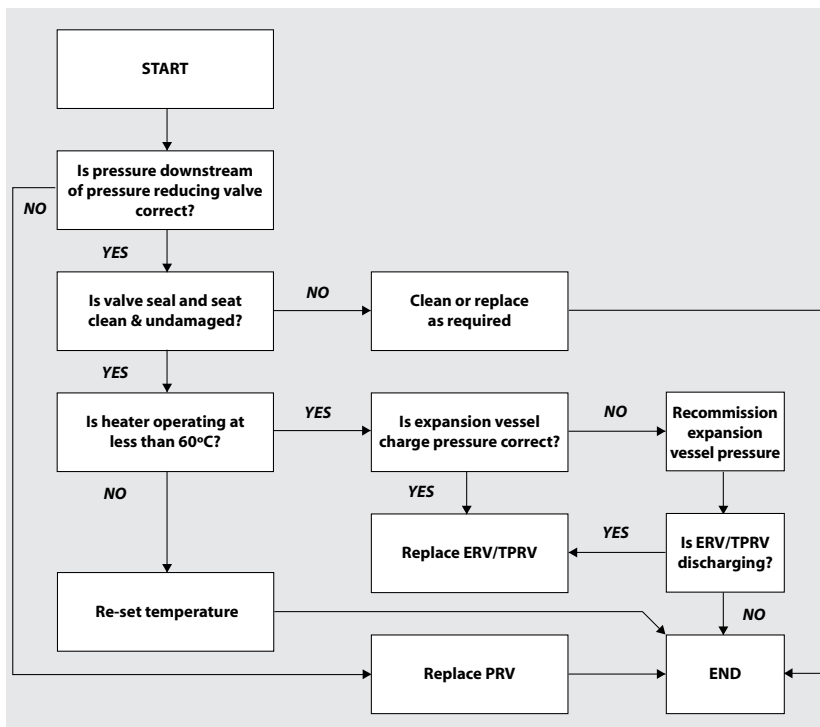 START
Is pressure downstream
of pressure reducing valve
correct?
NO
YES
Is valve seal and seat
clean & undamaged?
NO
Clean or replace
as required
YES
Is heater operating at
less than 60ºC?
YES
Is expansion vessel
charge pressure correct?
NO
Recommission
expansion
vessel pressure
NO
YES
Replace ERV/TPRV
YES
Is ERV/TPRV
discharging?
NO
Re-set temperature
Replace PRV
END